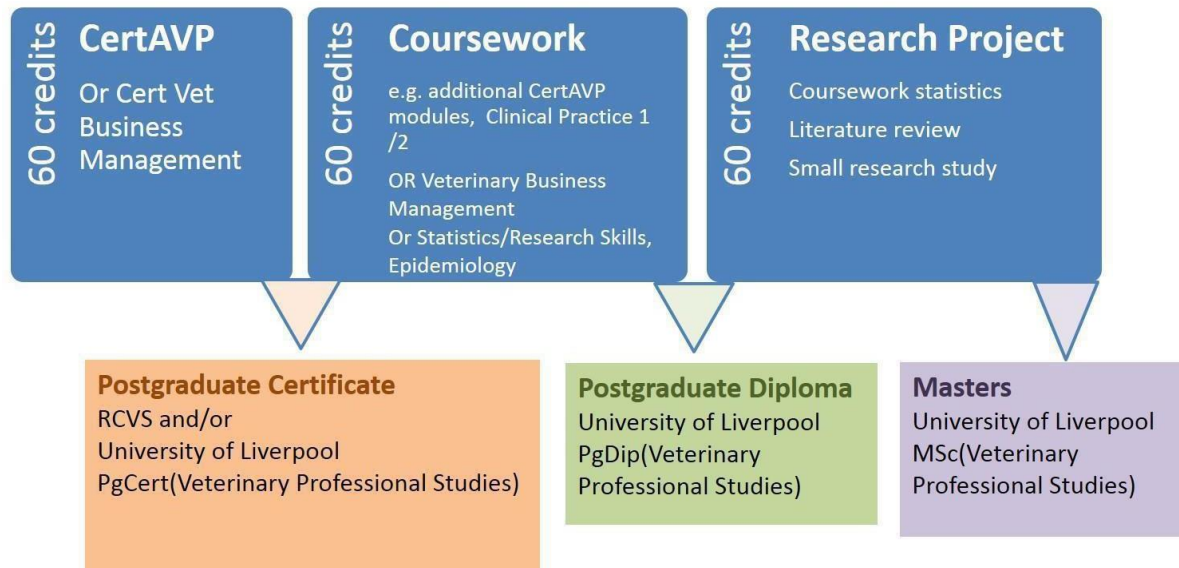 60 credits
CertAVP
Or Cert Vet
Business
Management
60 credits
Coursework
e.g. additional CertAVP
modules, Clinical Practice 1
/2
OR Veterinary Business
Management
Or Statistics/Research Skills,
Epidemiology
60 credits
Research Project
Coursework statistics
Literature review
Small research study
Postgraduate Certificate
RCVS and/or
University of Liverpool
PgCert(Veterinary Professional Studies)
Postgraduate Diploma
University of Liverpool
PgDip(Veterinary
Professional Studies)
Masters
University of Liverpool
MSc(Veterinary
Professional Studies)